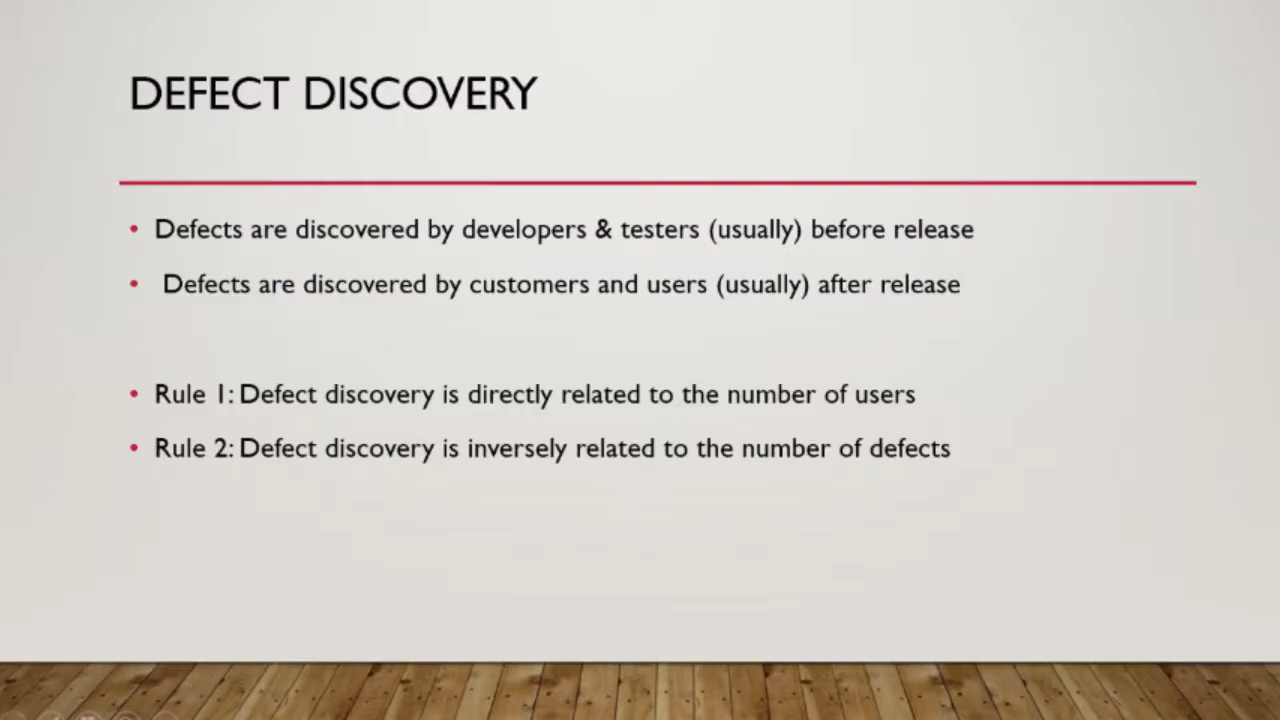 DEFECT DISCOVERY
• Defects are discovered by developers & testers (usually) before release
• Defects are discovered by customers and users (usually) after release
• Rule 1: Defect discovery is directly related to the number of users
• Rule 2: Defect discovery is inversely related to the number of defects